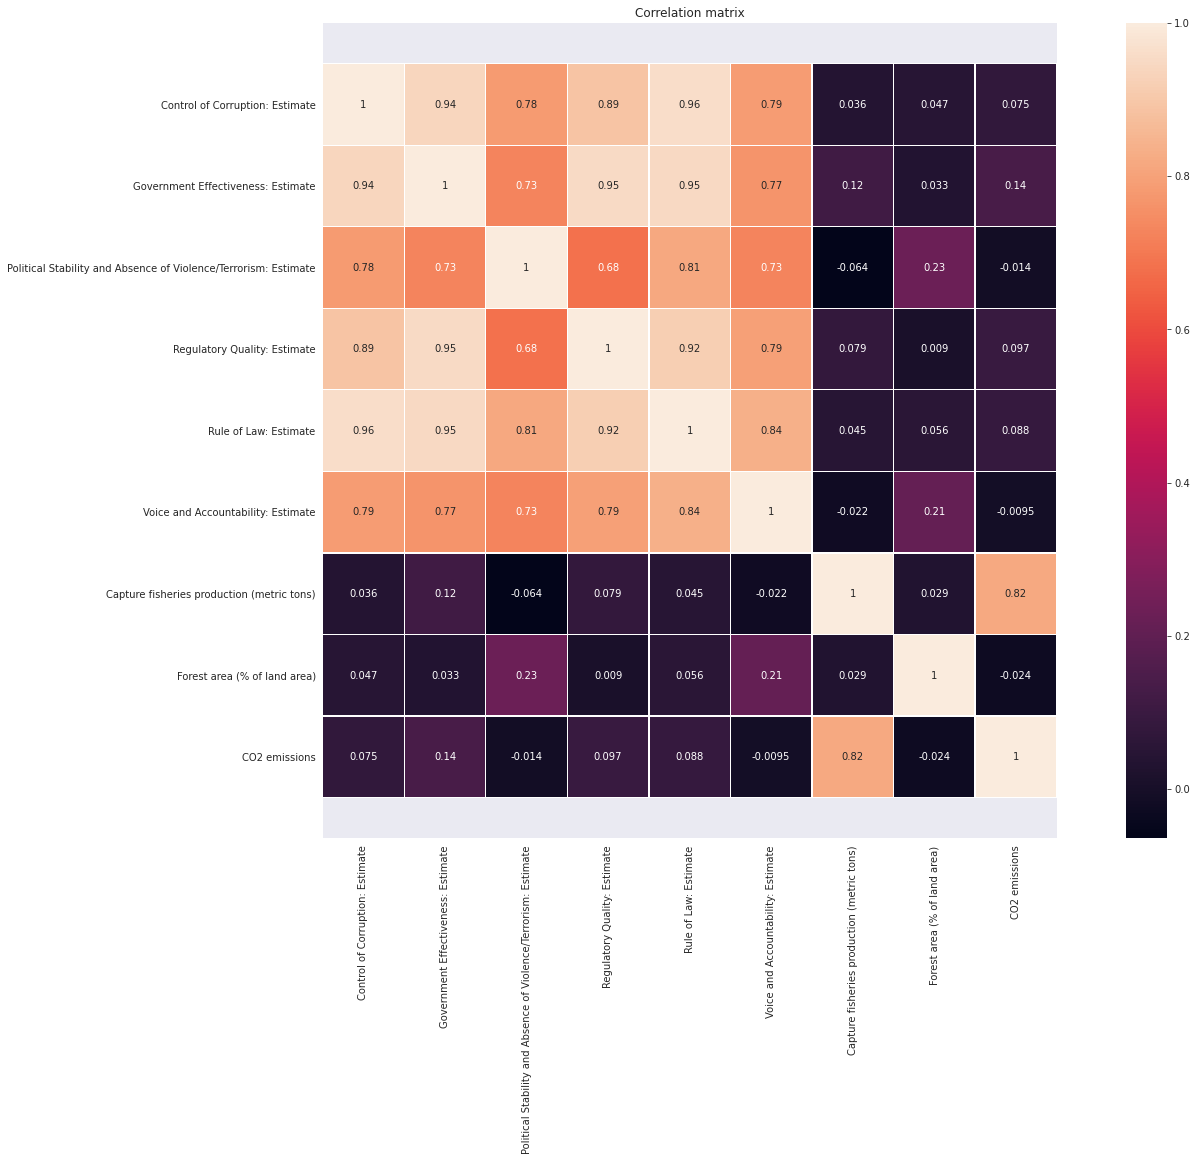 Correlation matrix
Control of Corruption: Estimate
1 0.94 0.78 0.89 0.96 0.79 0.036 0.047 0.075
Government Effectiveness: Estimate
0.94 1 0.73 0.95 0.95 0.77 0.12 0.033 0.14
Political Stability and Absence of Violence/Terrorism: Estimate
0.78 0.73 1 0.68 0.81 0.73 -0.064 0.23 -0.014
Regulatory Quality: Estimate
0.89 0.95 0.68 1 0.92 0.79 0.079 0.009 0.097
Rule of Law: Estimate
0.96 0.95 0.81 0.92 1 0.84 0.045 0.056 0.088
Voice and Accountability: Estimate
0.79 0.77 0.73 0.79 0.84 1 -0.022 0.21 -0.0095
Capture fisheries production (metric tons)
0.036 0.12 -0.064 0.079 0.045 -0.022 1 0.029 0.82
Forest area (% of land area)
0.047 0.033 0.23 0.009 0.056 0.21 0.029 1 -0.024
CO2 emissions
0.075 0.14 -0.014 0.097 0.088 -0.0095 0.82 -0.024 1
Control of Corruption: Estimate
Government Effectiveness: Estimate
Political Stability and Absence of Violence/Terrorism: Estimate
Regulatory Quality: Estimate
Rule of Law: Estimate
Voice and Accountability: Estimate
Capture fisheries production (metric tons)
Forest area (% of land area)
CO2 emissions
1.0
0.8
0.6
0.4
0.2
0.0